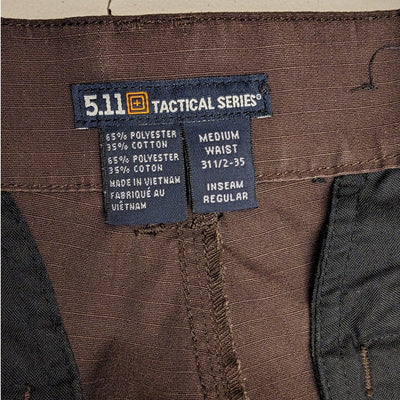 5.11 TACTICAL SERIES®
65% POLYESTER
35% COTTON
65% POLYESTER
35% COTON
MADE IN VIETNAM
FABRIQUÉ AU
VIÊTNAM
MEDIUM
WAIST
31 1/2-35
INSEAM
REGULAR